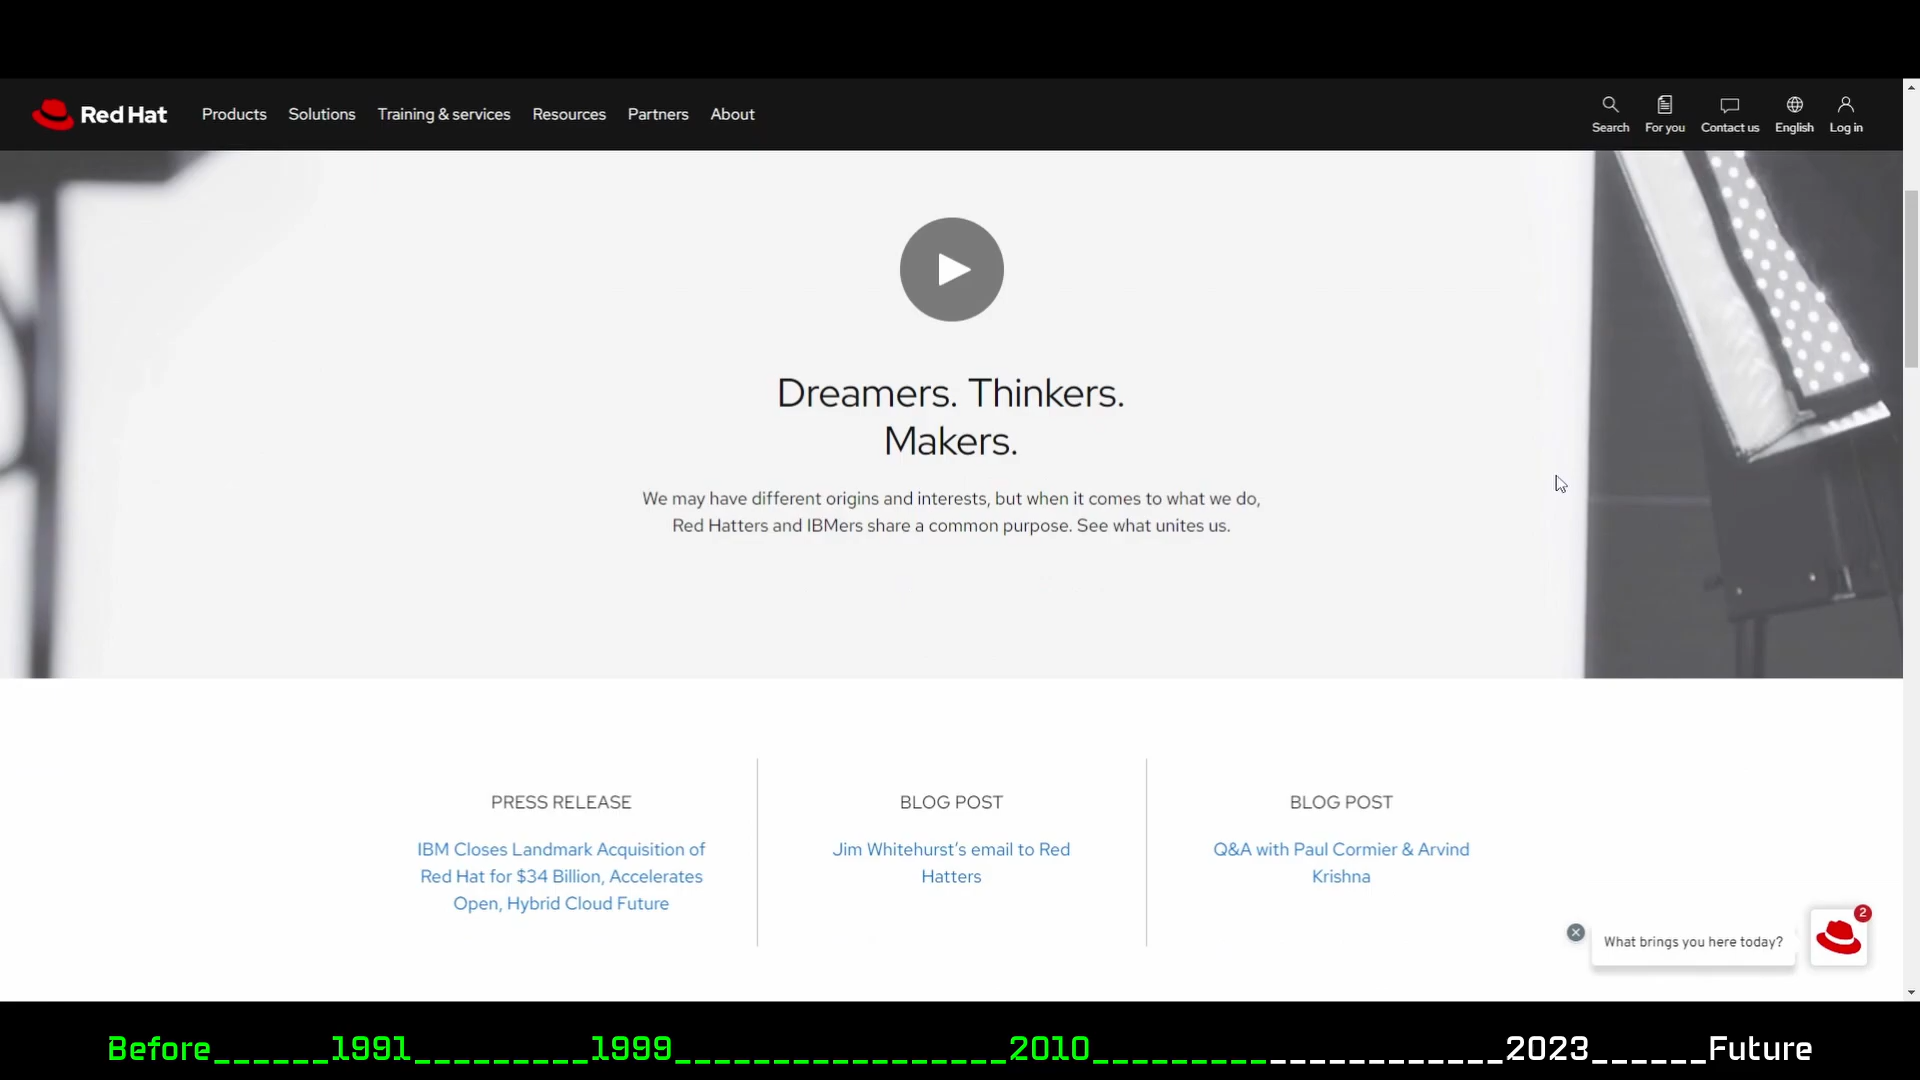 Red Hat
Products Solutions Training & services Resources Partners About
Search For you Contact us English Log in
Dreamers. Thinkers.
Makers.
We may have different origins and interests, but when it comes to what we do,
Red Hatters and IBMers share a common purpose. See what unites us.
PRESS RELEASE
IBM Closes Landmark Acquisition of
Red Hat for $34 Billion, Accelerates
Open, Hybrid Cloud Future
BLOG POST
Jim Whitehurst’s email to Red
Hatters
BLOG POST
Q&A with Paul Cormier & Arvind
Krishna
2
What brings you here today?
Before______1991_________1999_________________2010_____________________2023______Future